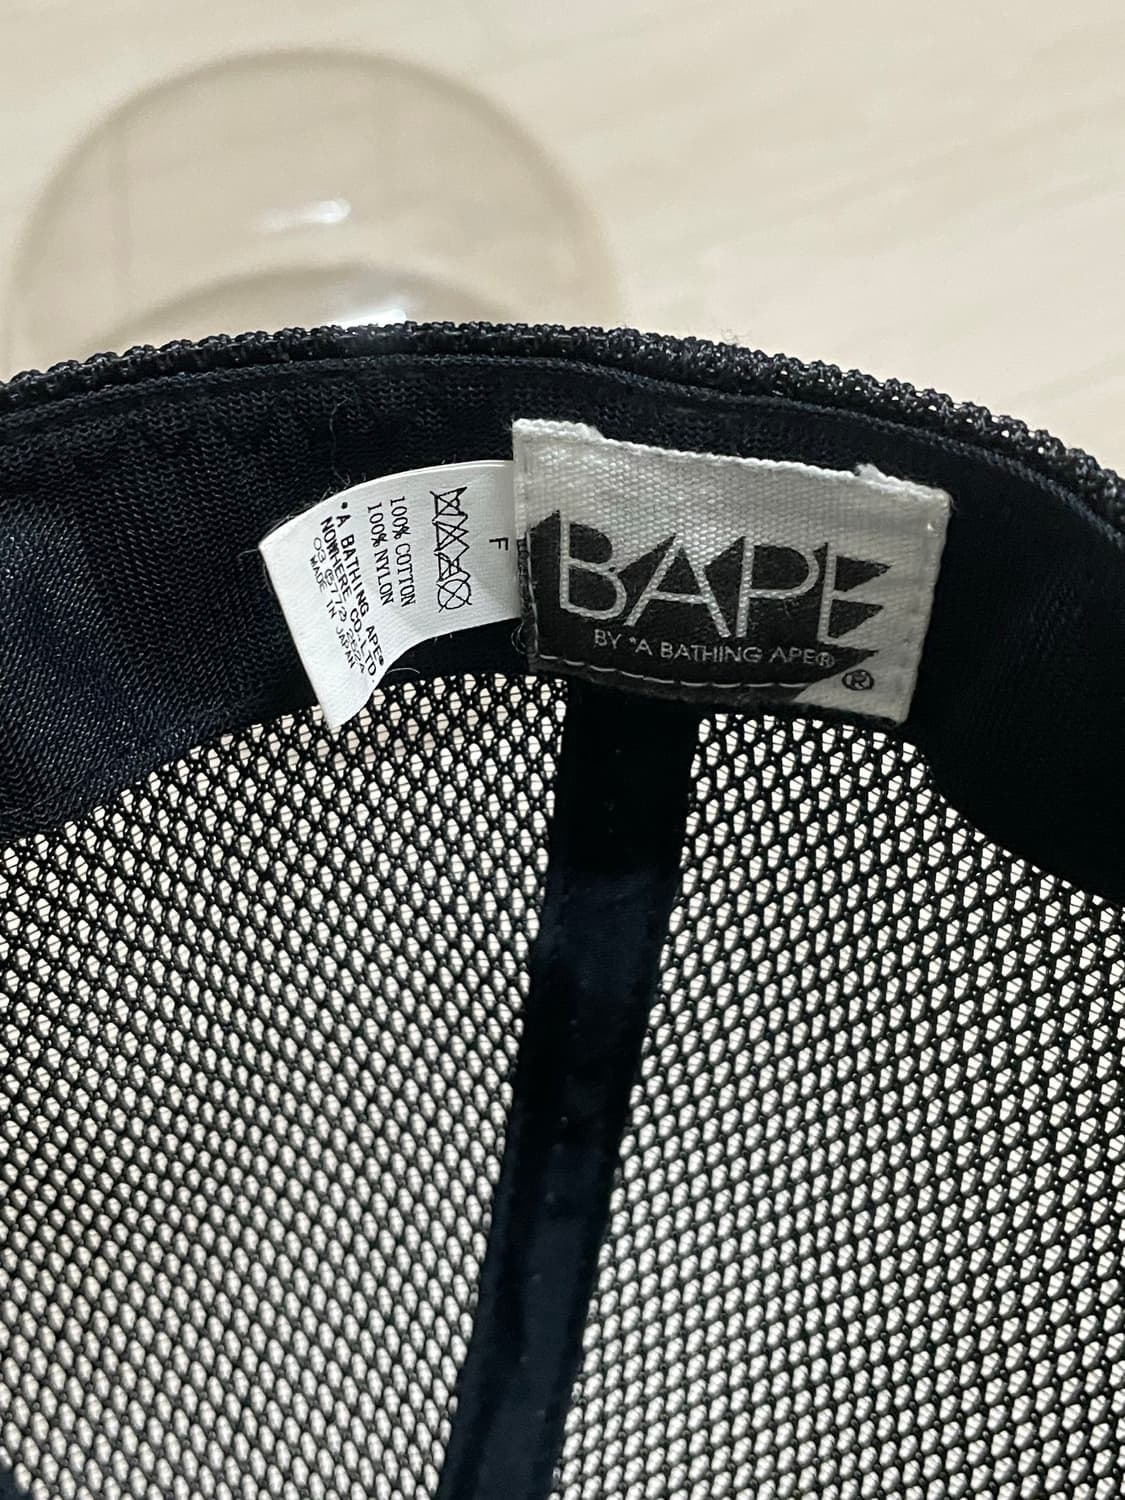 F
100% COTTON
100% NYLON
*A BATHING APE®
NOWHERE CO.,LTD.
MADE IN JAPAN
BAPE
BY *A BATHING APE®
®